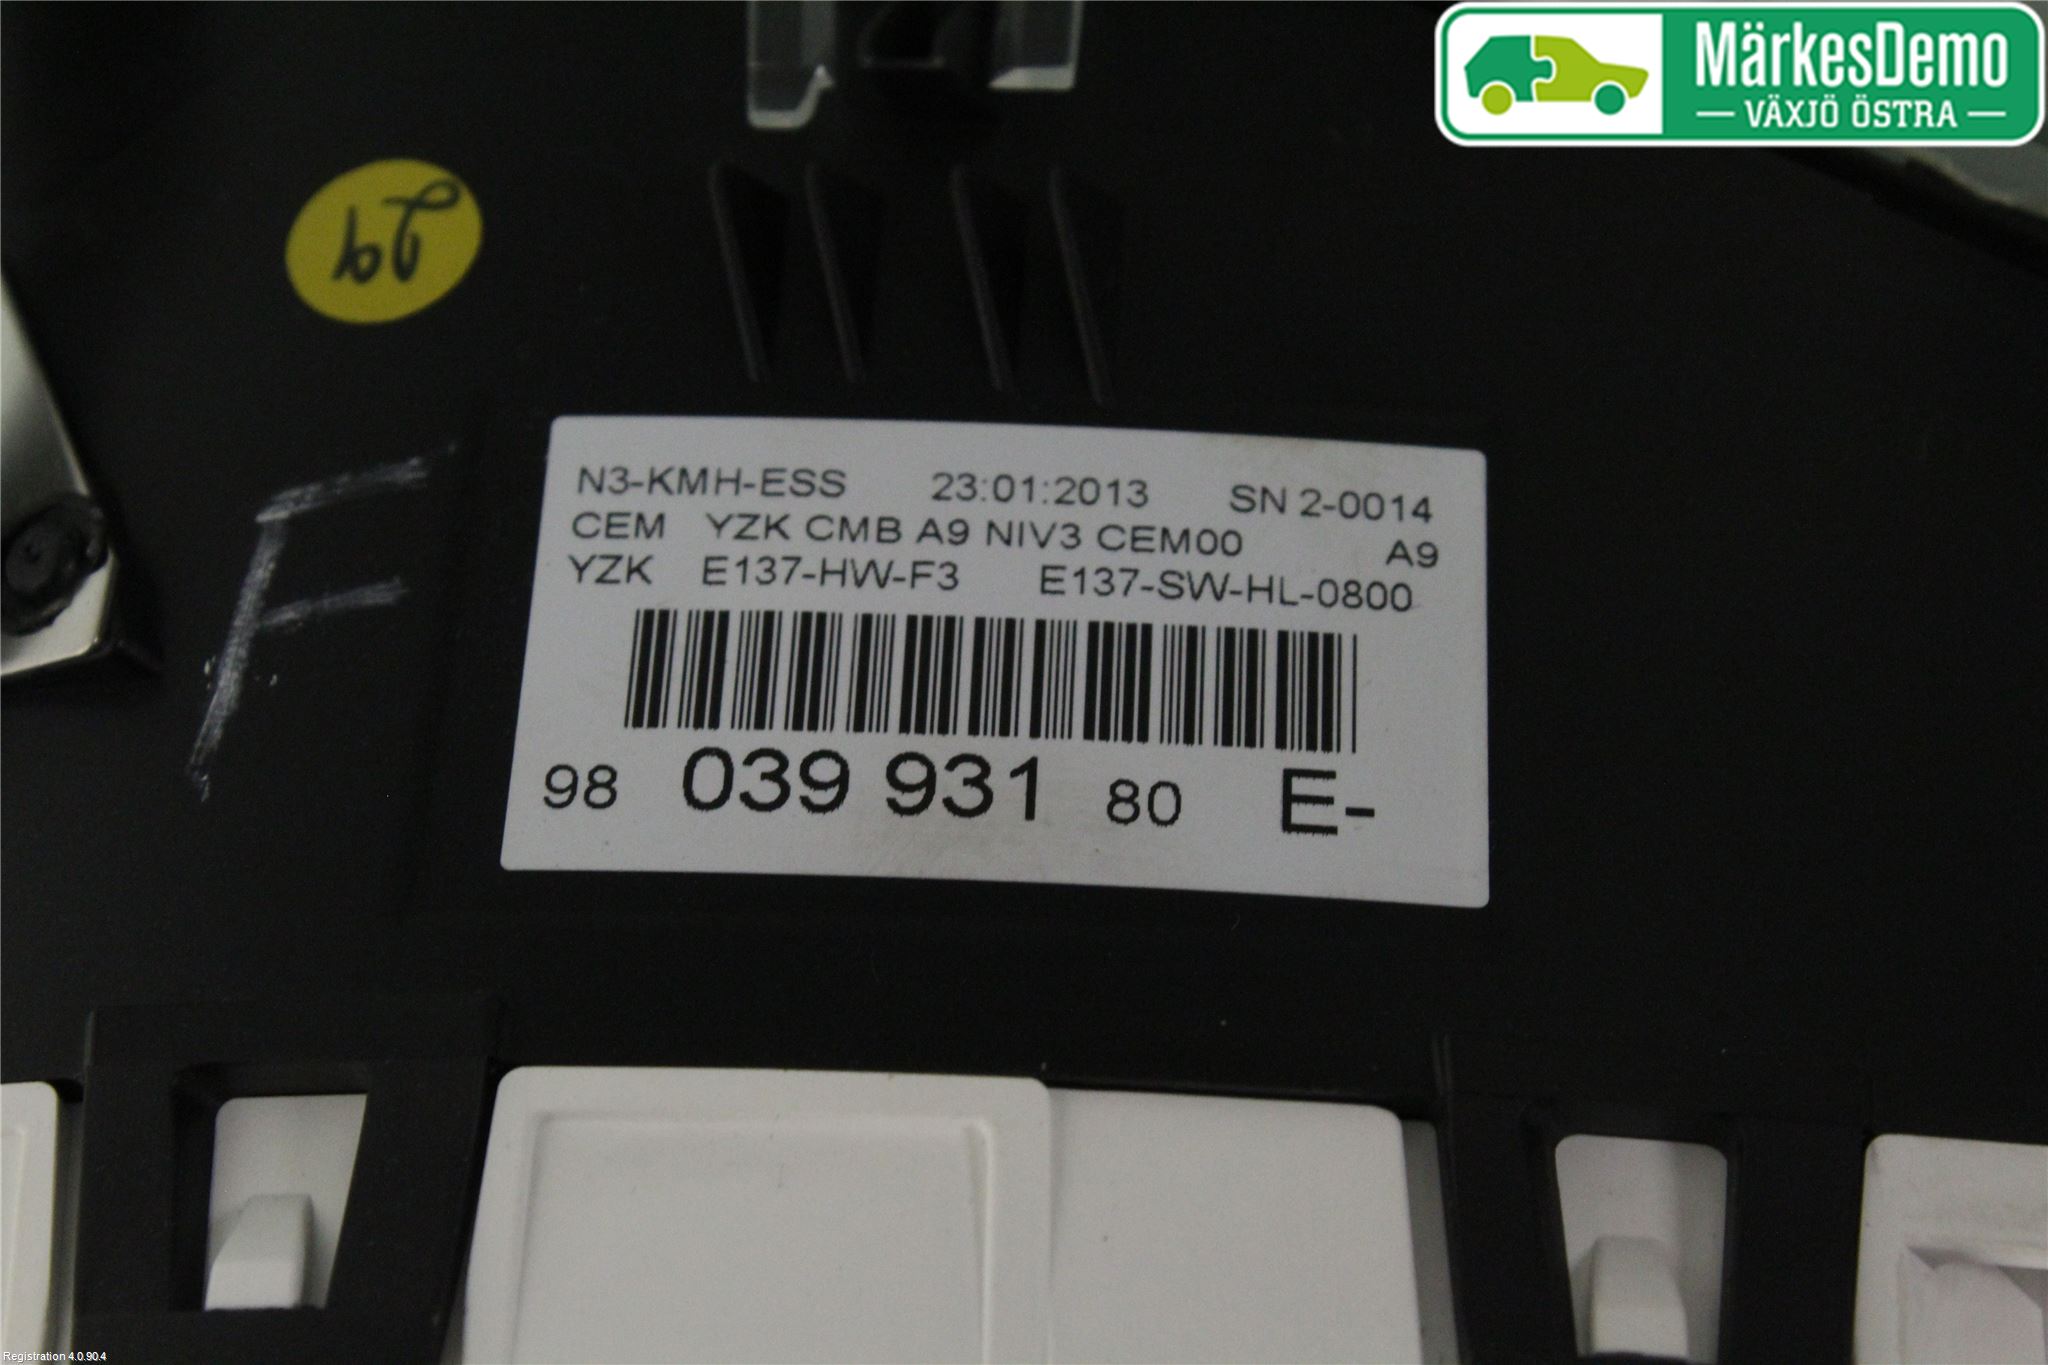 MärkesDemo
VÄXJÖ ÖSTRA
F
N3-KMH-ESS 23:01:2013 SN 2-0014
CEM YZK CMB A9 NIV3 CEM00 A9
YZK E137-HW-F3 E137-SW-HL-0800
98 039 931 80 E-
Registration 4.0.90.4